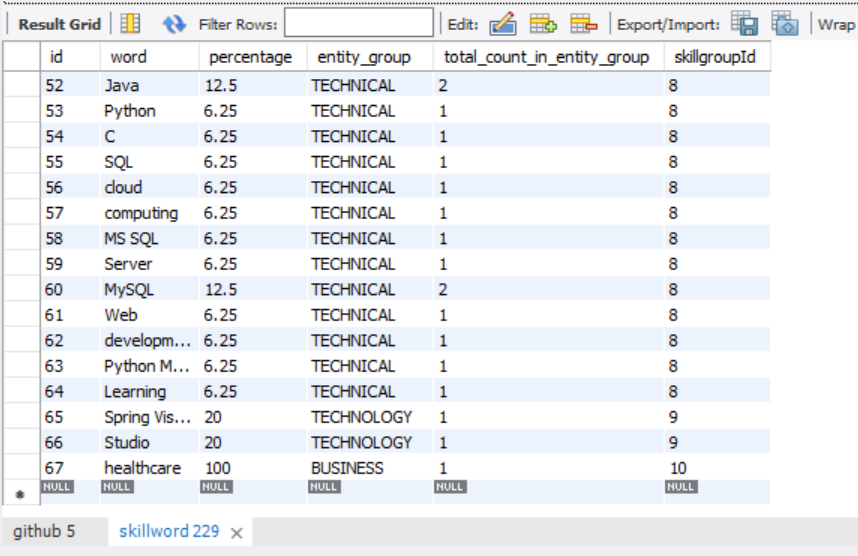 Result Grid Filter Rows: Edit: Export/Import: Wrap
id word percentage entity_group total_count_in_entity_group skillgroupId
52 Java 12.5 TECHNICAL 2 8
53 Python 6.25 TECHNICAL 1 8
54 C 6.25 TECHNICAL 1 8
55 SQL 6.25 TECHNICAL 1 8
56 cloud 6.25 TECHNICAL 1 8
57 computing 6.25 TECHNICAL 1 8
58 MS SQL 6.25 TECHNICAL 1 8
59 Server 6.25 TECHNICAL 1 8
60 MySQL 12.5 TECHNICAL 2 8
61 Web 6.25 TECHNICAL 1 8
62 developm... 6.25 TECHNICAL 1 8
63 Python M... 6.25 TECHNICAL 1 8
64 Learning 6.25 TECHNICAL 1 8
65 Spring Vis... 20 TECHNOLOGY 1 9
66 Studio 20 TECHNOLOGY 1 9
67 healthcare 100 BUSINESS 1 10
NULL NULL NULL NULL NULL NULL
github 5 skillword 229